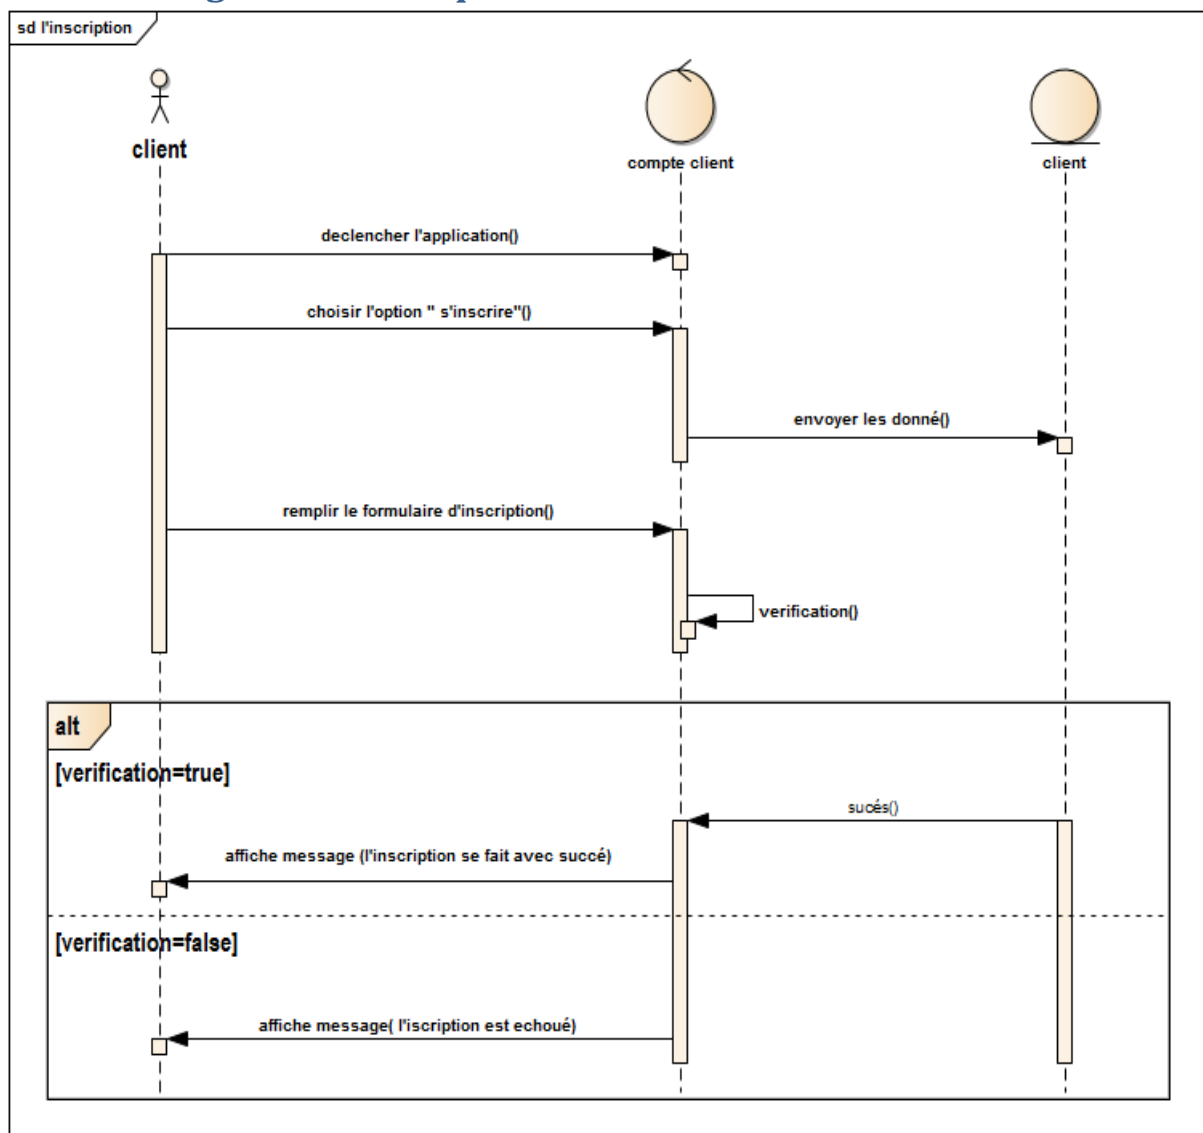 sd l'inscription
client
compte client
client
declencher l'application()
choisir l'option " s'inscrire"()
envoyer les donné()
remplir le formulaire d'inscription()
verification()
alt
[verification=true]
sucés()
affiche message (l'inscription se fait avec succé)
[verification=false]
affiche message( l'iscription est echoué)